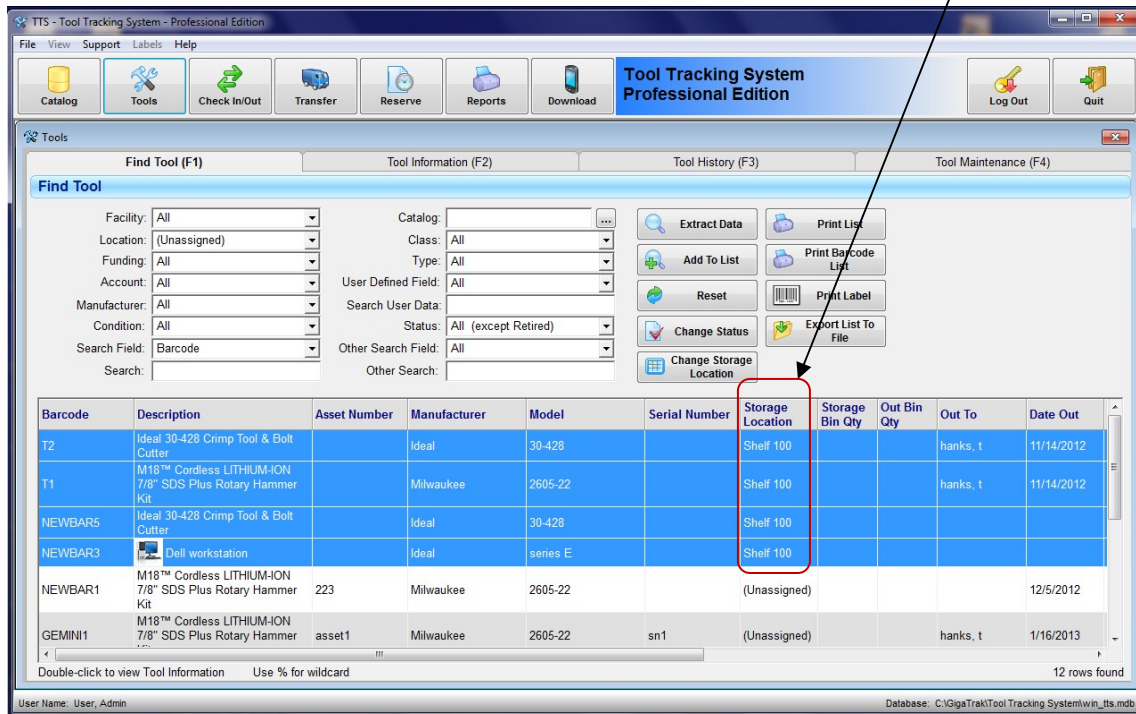 TTS - Tool Tracking System - Professional Edition
File View Support Labels Help
Catalog Tools Check In/Out Transfer Reserve Reports Download Tool Tracking System Professional Edition Log Out Quit
Tools
Find Tool (F1) Tool Information (F2) Tool History (F3) Tool Maintenance (F4)
Find Tool
Facility: All Catalog: ... Extract Data Print List
Location: (Unassigned) Class: All Add To List Print Barcode List
Funding: All Type: All
Account: All User Defined Field: All Reset Print Label
Manufacturer: All Search User Data:
Condition: All Status: All (except Retired) Change Status Export List To File
Search Field: Barcode Other Search Field: All
Search: Other Search: Change Storage Location
Barcode Description Asset Number Manufacturer Model Serial Number Storage Location Storage Bin Qty Out Bin Qty Out To Date Out
T2 Ideal 30-428 Crimp Tool & Bolt Cutter Ideal 30-428 Shelf 100 hanks, t 11/14/2012
T1 M18™ Cordless LITHIUM-ION 7/8" SDS Plus Rotary Hammer Kit Milwaukee 2605-22 Shelf 100 hanks, t 11/14/2012
NEWBAR5 Ideal 30-428 Crimp Tool & Bolt Cutter Ideal 30-428 Shelf 100
NEWBAR3 Dell workstation Ideal series E Shelf 100
NEWBAR1 M18™ Cordless LITHIUM-ION 7/8" SDS Plus Rotary Hammer Kit 223 Milwaukee 2605-22 (Unassigned) 12/5/2012
GEMINI1 M18™ Cordless LITHIUM-ION 7/8" SDS Plus Rotary Hammer asset1 Milwaukee 2605-22 sn1 (Unassigned) hanks, t 1/16/2013
Double-click to view Tool Information Use % for wildcard 12 rows found
User Name: User, Admin Database: C:\GigaTrak\Tool Tracking System\win_tts.mdb